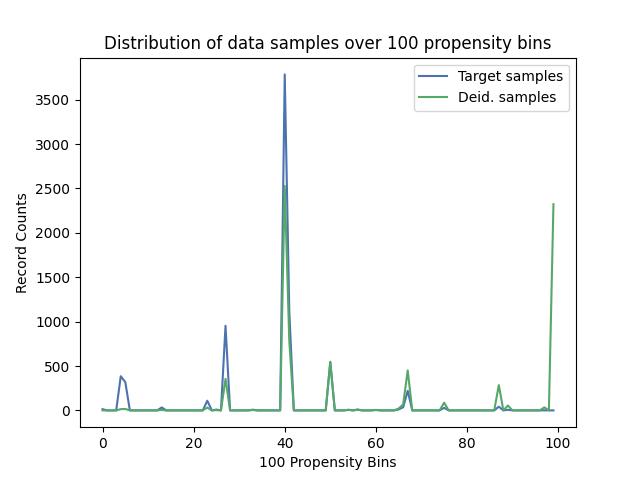 Distribution of data samples over 100 propensity bins
Target samples
Deid. samples
3500
3000
2500
2000
1500
1000
500
0
Record Counts
0 20 40 60 80 100
100 Propensity Bins